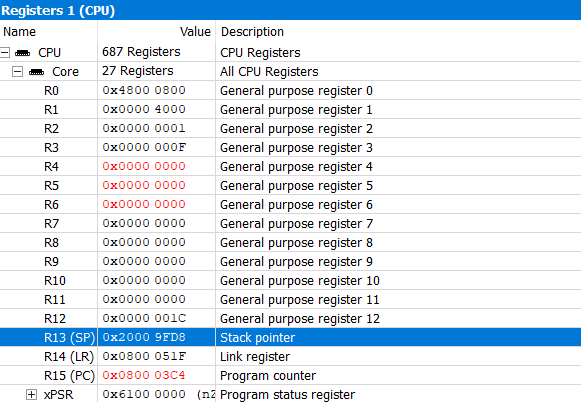 Registers 1 (CPU)
Name Value Description
CPU 687 Registers CPU Registers
Core 27 Registers All CPU Registers
R0 0x4800 0800 General purpose register 0
R1 0x0000 4000 General purpose register 1
R2 0x0000 0001 General purpose register 2
R3 0x0000 000F General purpose register 3
R4 0x0000 0000 General purpose register 4
R5 0x0000 0000 General purpose register 5
R6 0x0000 0000 General purpose register 6
R7 0x0000 0000 General purpose register 7
R8 0x0000 0000 General purpose register 8
R9 0x0000 0000 General purpose register 9
R10 0x0000 0000 General purpose register 10
R11 0x0000 0000 General purpose register 11
R12 0x0000 001C General purpose register 12
R13 (SP) 0x2000 9FD8 Stack pointer
R14 (LR) 0x0800 051F Link register
R15 (PC) 0x0800 03C4 Program counter
xPSR 0x6100 0000 (n2 Program status register